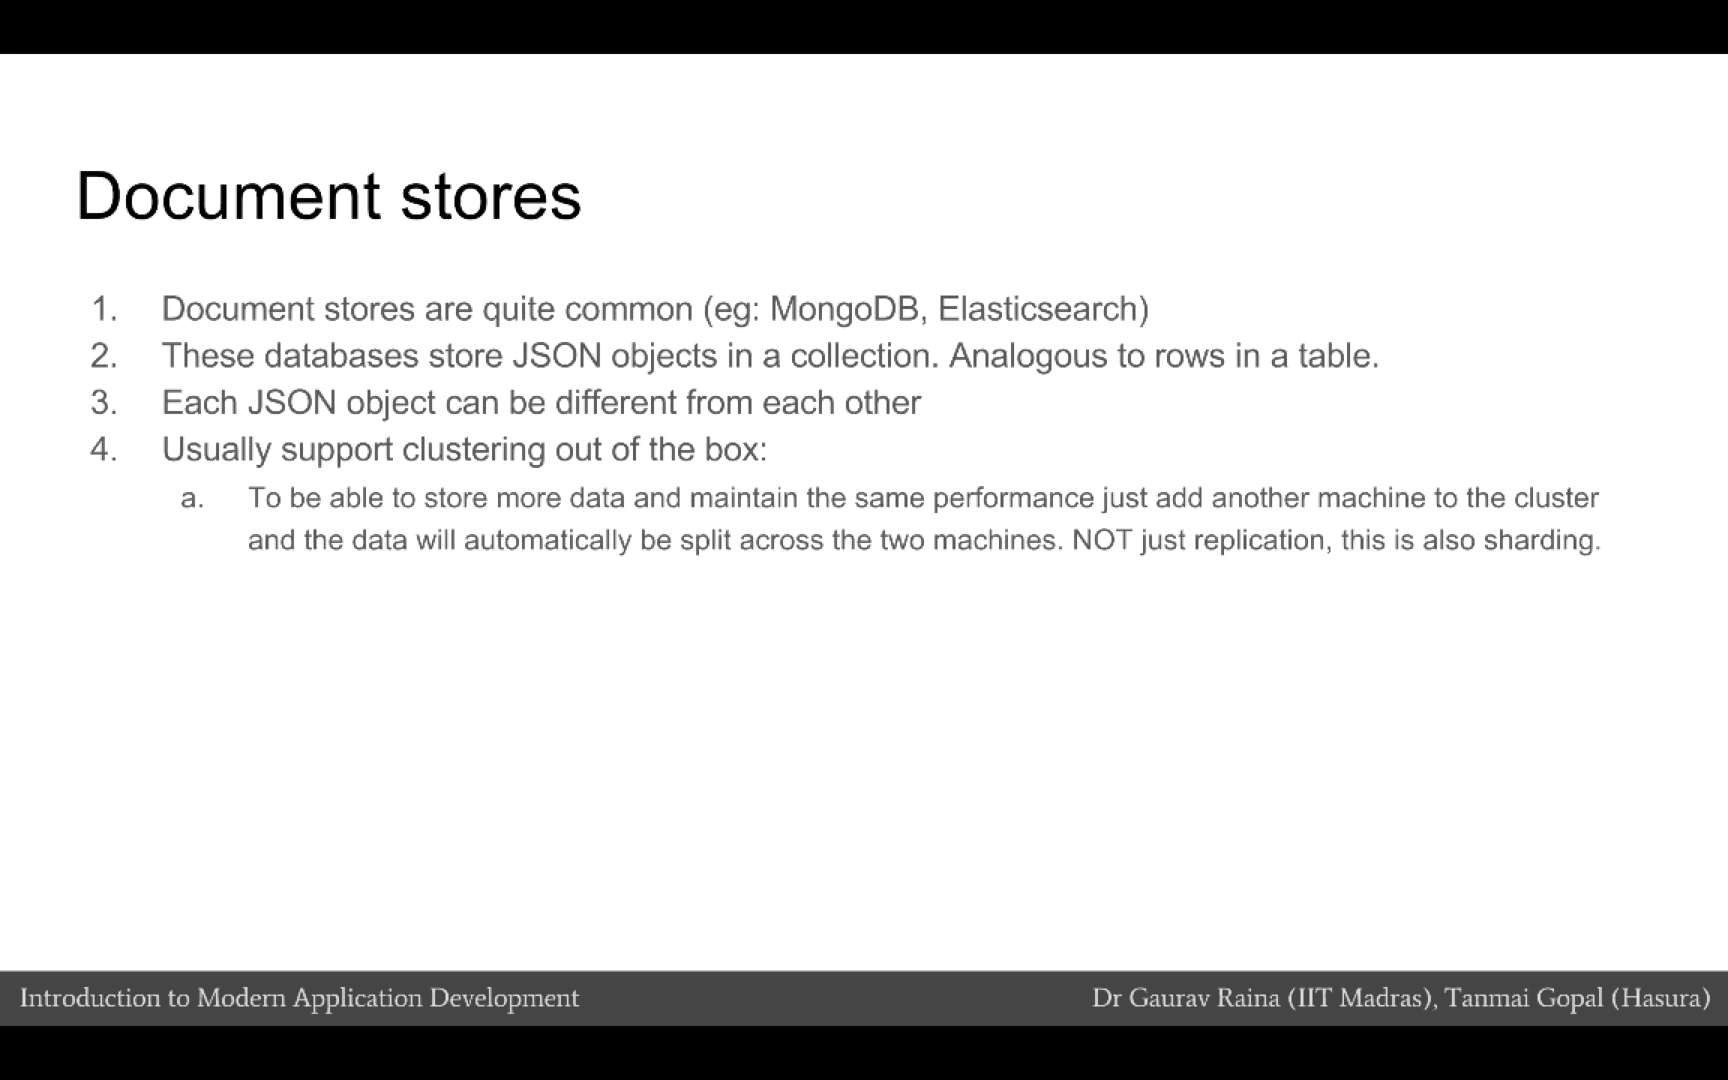 Document stores
1. Document stores are quite common (eg: MongoDB, Elasticsearch)
2. These databases store JSON objects in a collection. Analogous to rows in a table.
3. Each JSON object can be different from each other
4. Usually support clustering out of the box:
a. To be able to store more data and maintain the same performance just add another machine to the cluster
and the data will automatically be split across the two machines. NOT just replication, this is also sharding.
Introduction to Modern Application Development
Dr Gaurav Raina (IIT Madras), Tanmai Gopal (Hasura)